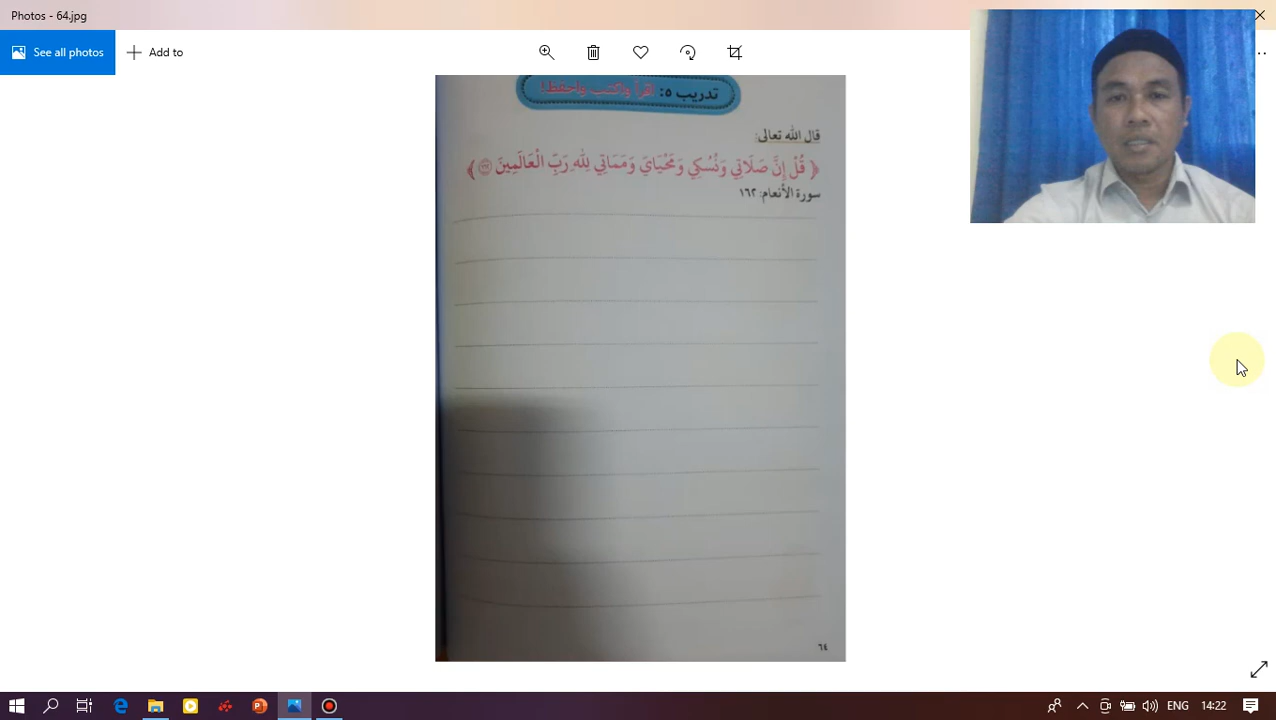 Photos - 64.jpg
See all photos
Add to
تدريب ٥: اقرأ واكتب واحفظ!
قال الله تعالى:
﴿ قُلْ إِنَّ صَلَاتِي وَنُسُكِي وَمَحْيَايَ وَمَمَاتِي لِلّٰهِ رَبِّ الْعَالَمِينَ ١٦٢ ﴾
سورة الأنعام: ١٦٢
٦٤
ENG
14:22